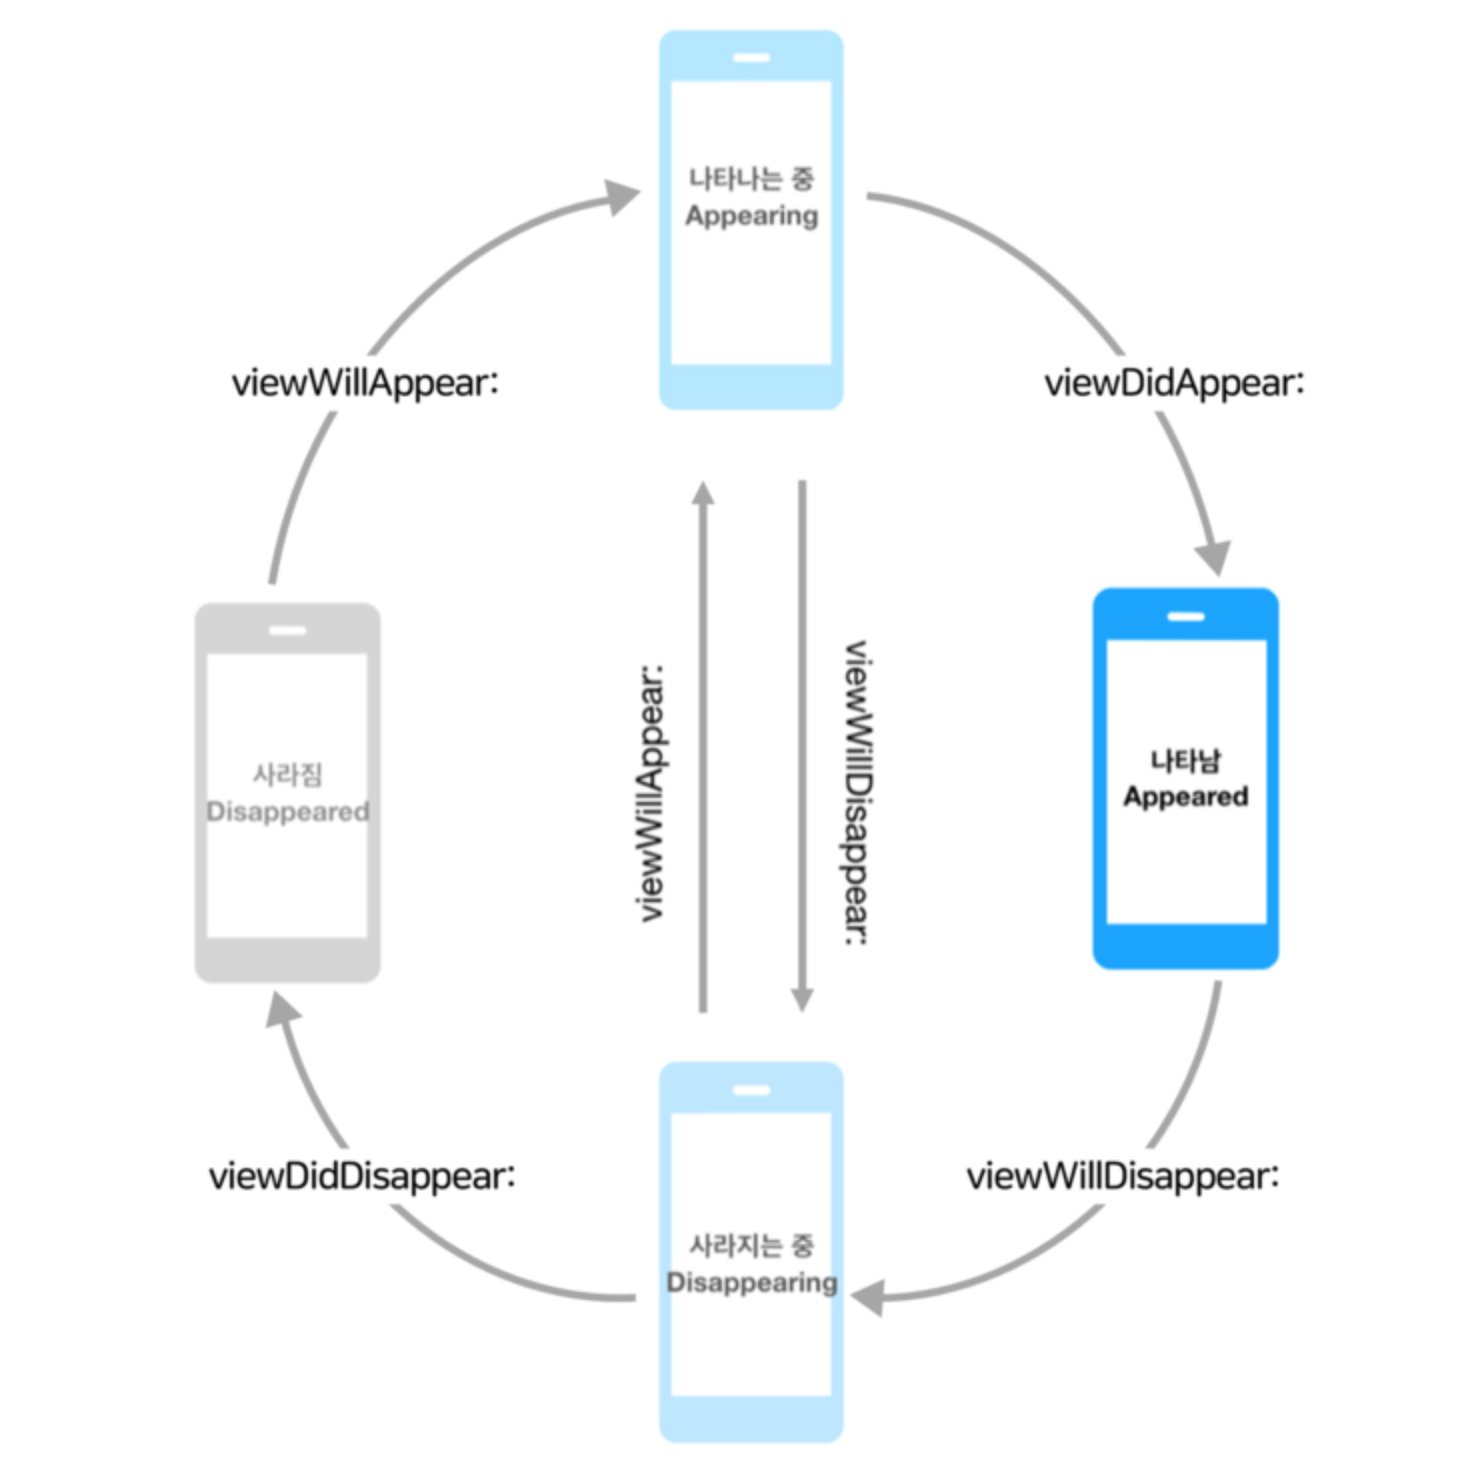 나타나는 중
Appearing
viewWillAppear:
viewDidAppear:
사라짐
Disappeared
viewWillAppear:
viewWillDisappear:
나타남
Appeared
viewDidDisappear:
viewWillDisappear:
사라지는 중
Disappearing